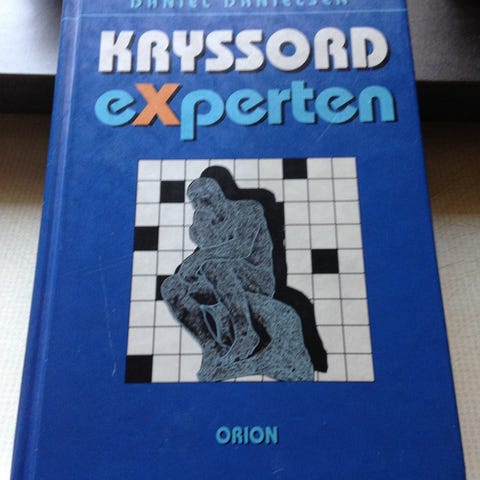 DANIEL DANIELSEN
KRYSSORD
eXperten
ORION